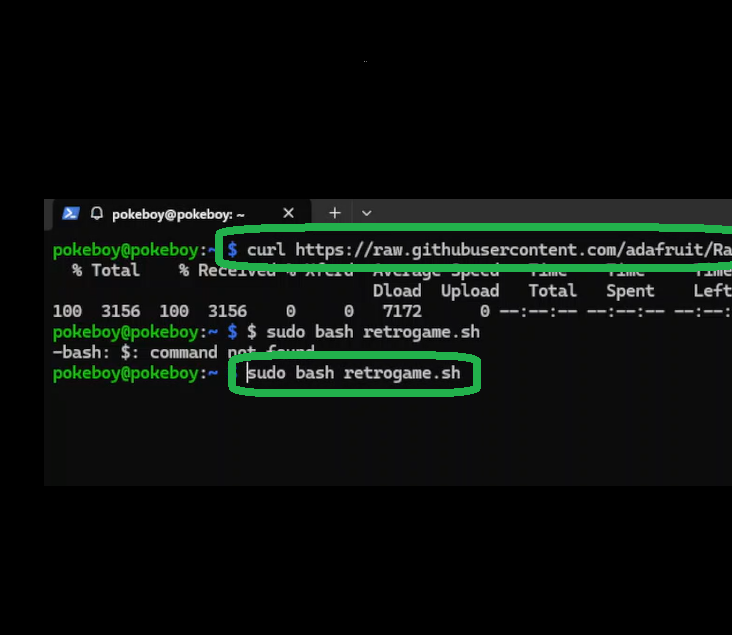 pokeboy@pokeboy: ~
pokeboy@pokeboy:~ $ curl https://raw.githubusercontent.com/adafruit/Ra
% Total % Received % Xferd Average Speed Time Time Time
Dload Upload Total Spent Left
100 3156 100 3156 0 0 7172 0 --:--:-- --:--:-- --:--:
pokeboy@pokeboy:~ $ $ sudo bash retrogame.sh
-bash: $: command not found
pokeboy@pokeboy:~ sudo bash retrogame.sh